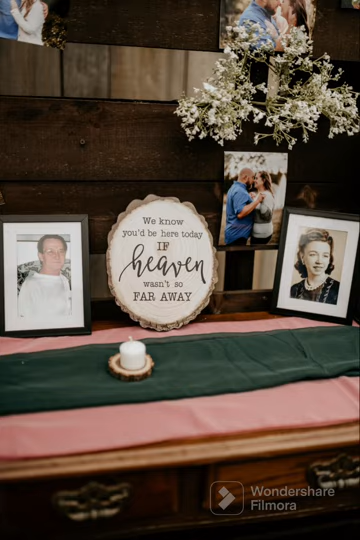 We know
you'd be here today
IF
heaven
wasn't so
FAR AWAY
Wondershare
Filmora